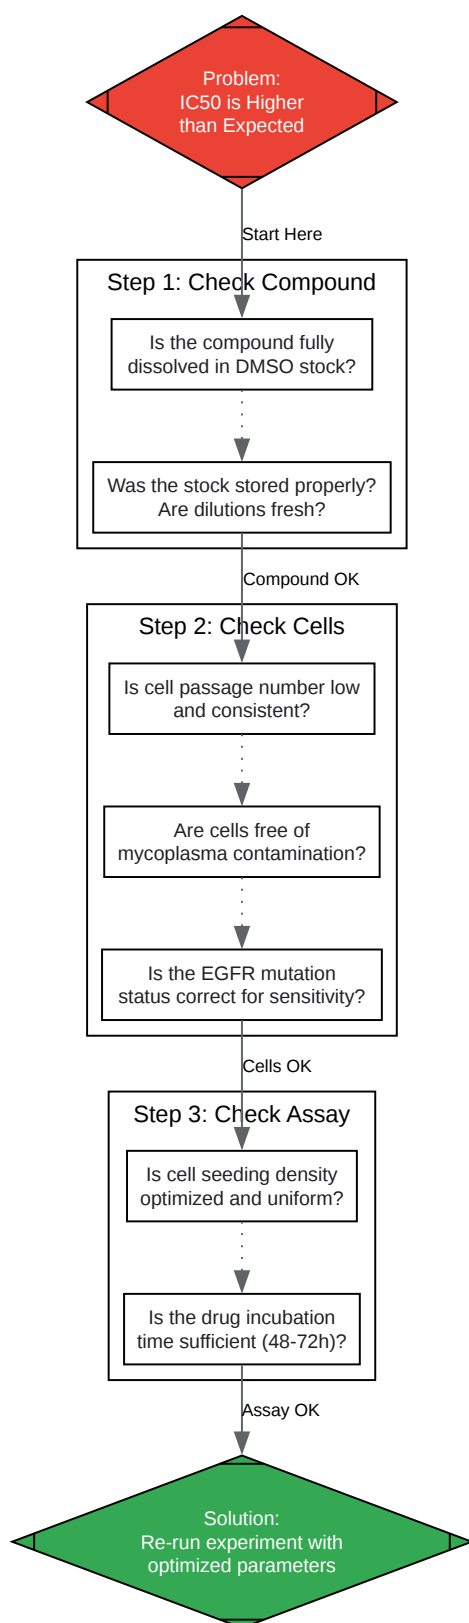 Problem:
IC50 is Higher
than Expected
Start Here
Step 1: Check Compound
Is the compound fully
dissolved in DMSO stock?
Was the stock stored properly?
Are dilutions fresh?
Compound OK
Step 2: Check Cells
Is cell passage number low
and consistent?
Are cells free of
mycoplasma contamination?
Is the EGFR mutation
status correct for sensitivity?
Cells OK
Step 3: Check Assay
Is cell seeding density
optimized and uniform?
Is the drug incubation
time sufficient (48-72h)?
Assay OK
Solution:
Re-run experiment with
optimized parameters